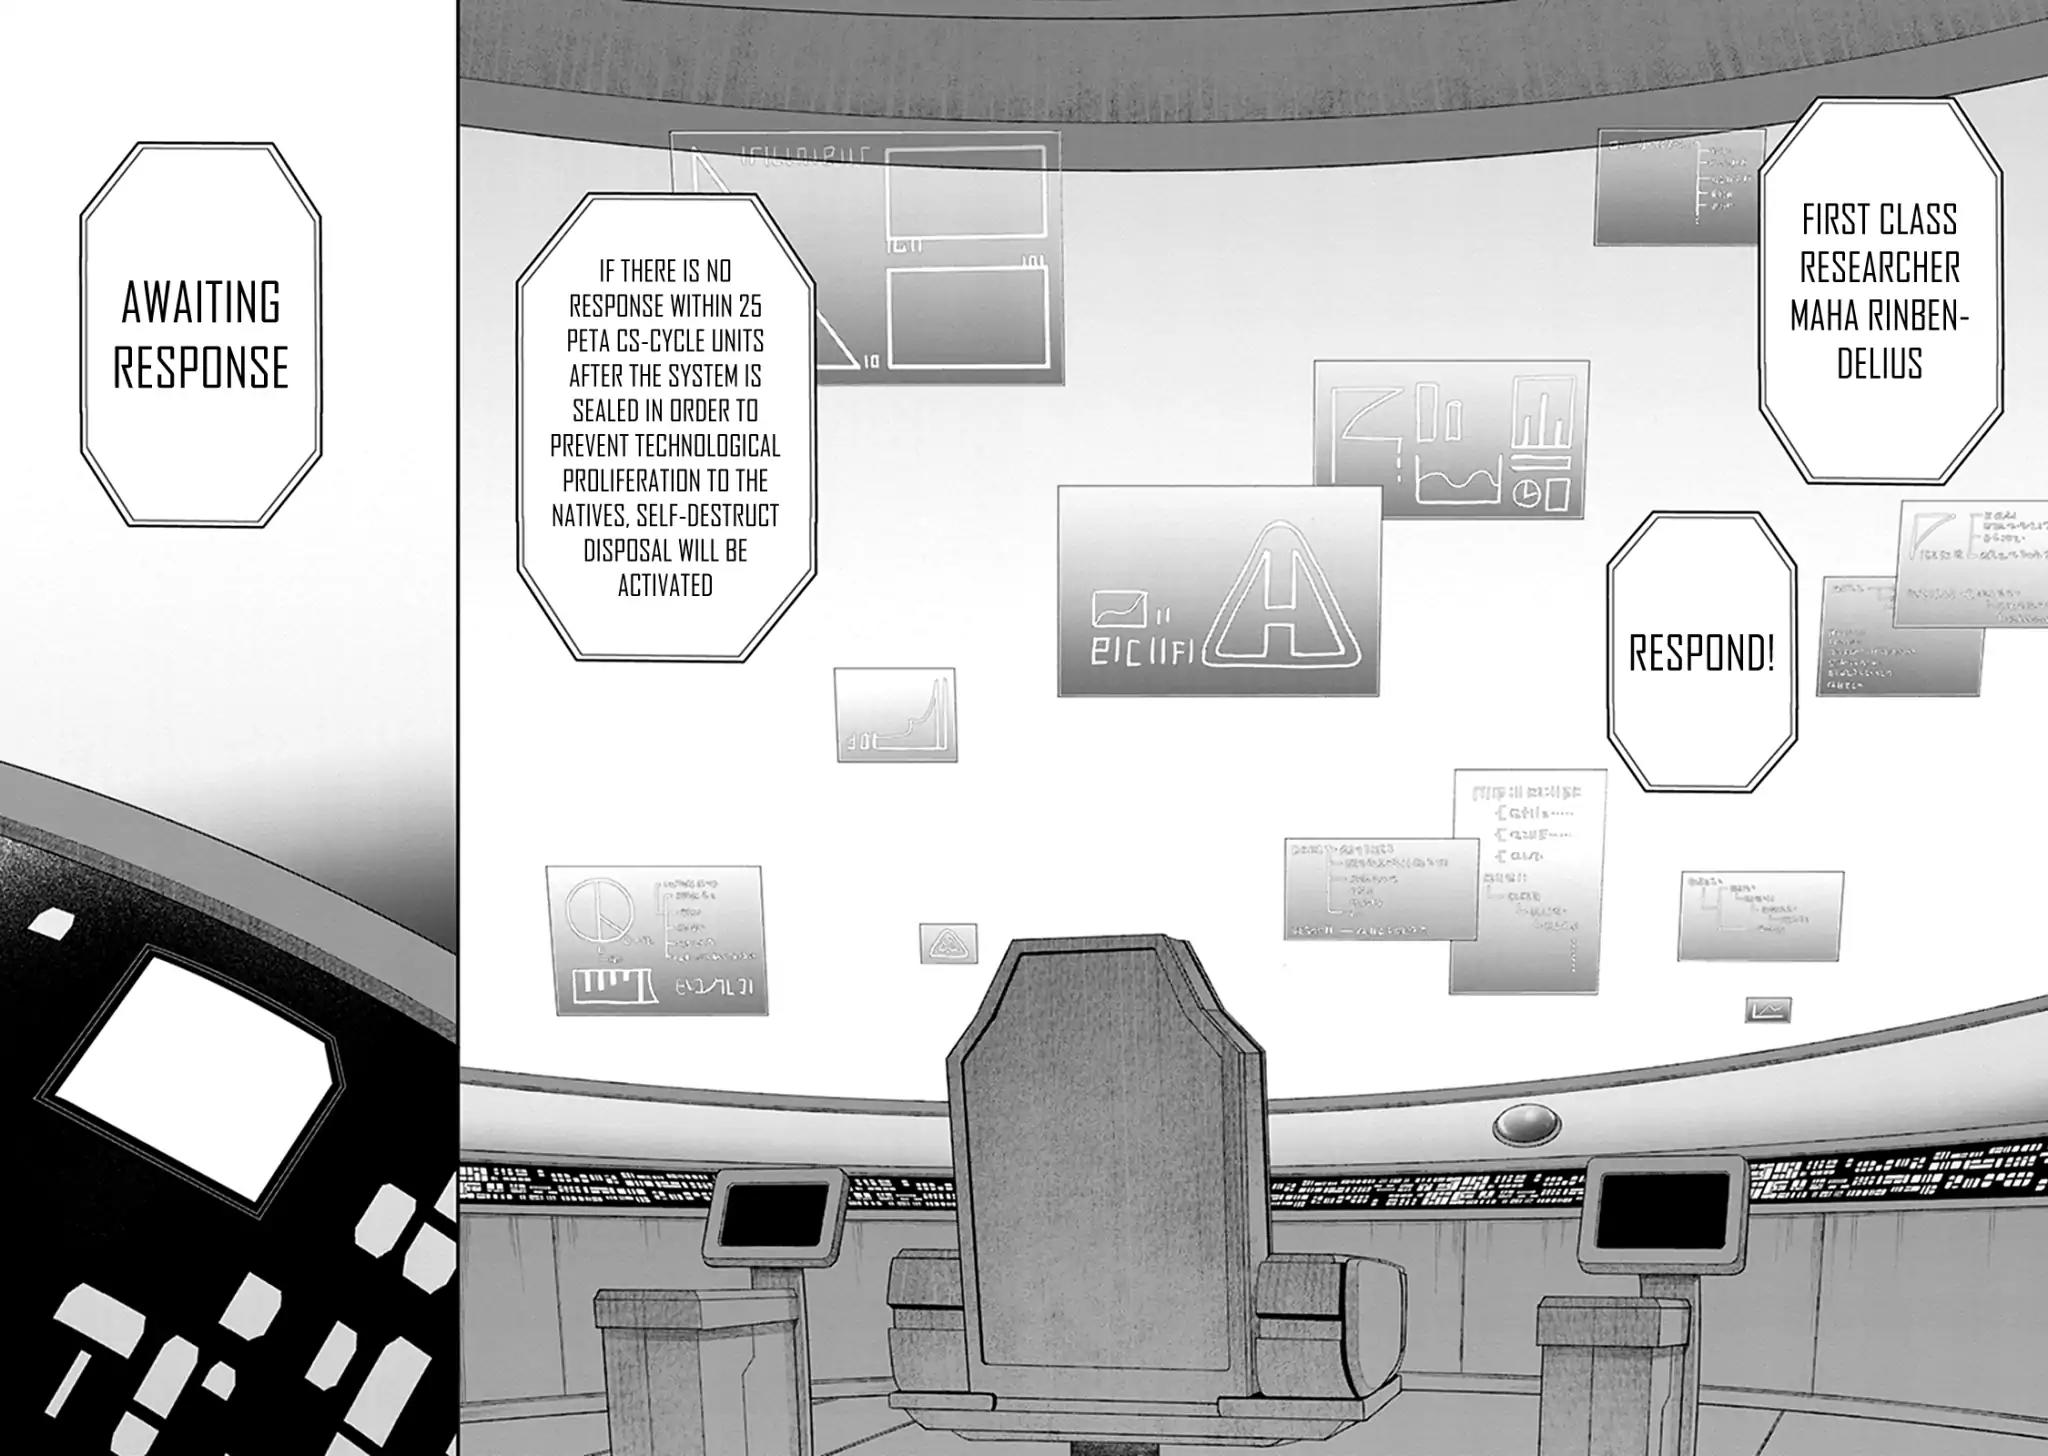 FIRST CLASS
RESEARCHER
MAHA RINBEN-
DELIUS
RESPOND!
IF THERE IS NO
RESPONSE WITHIN 25
PETA CS-CYCLE UNITS
AFTER THE SYSTEM IS
SEALED IN ORDER TO
PREVENT TECHNOLOGICAL
PROLIFERATION TO THE
NATIVES, SELF-DESTRUCT
DISPOSAL WILL BE
ACTIVATED
AWAITING
RESPONSE